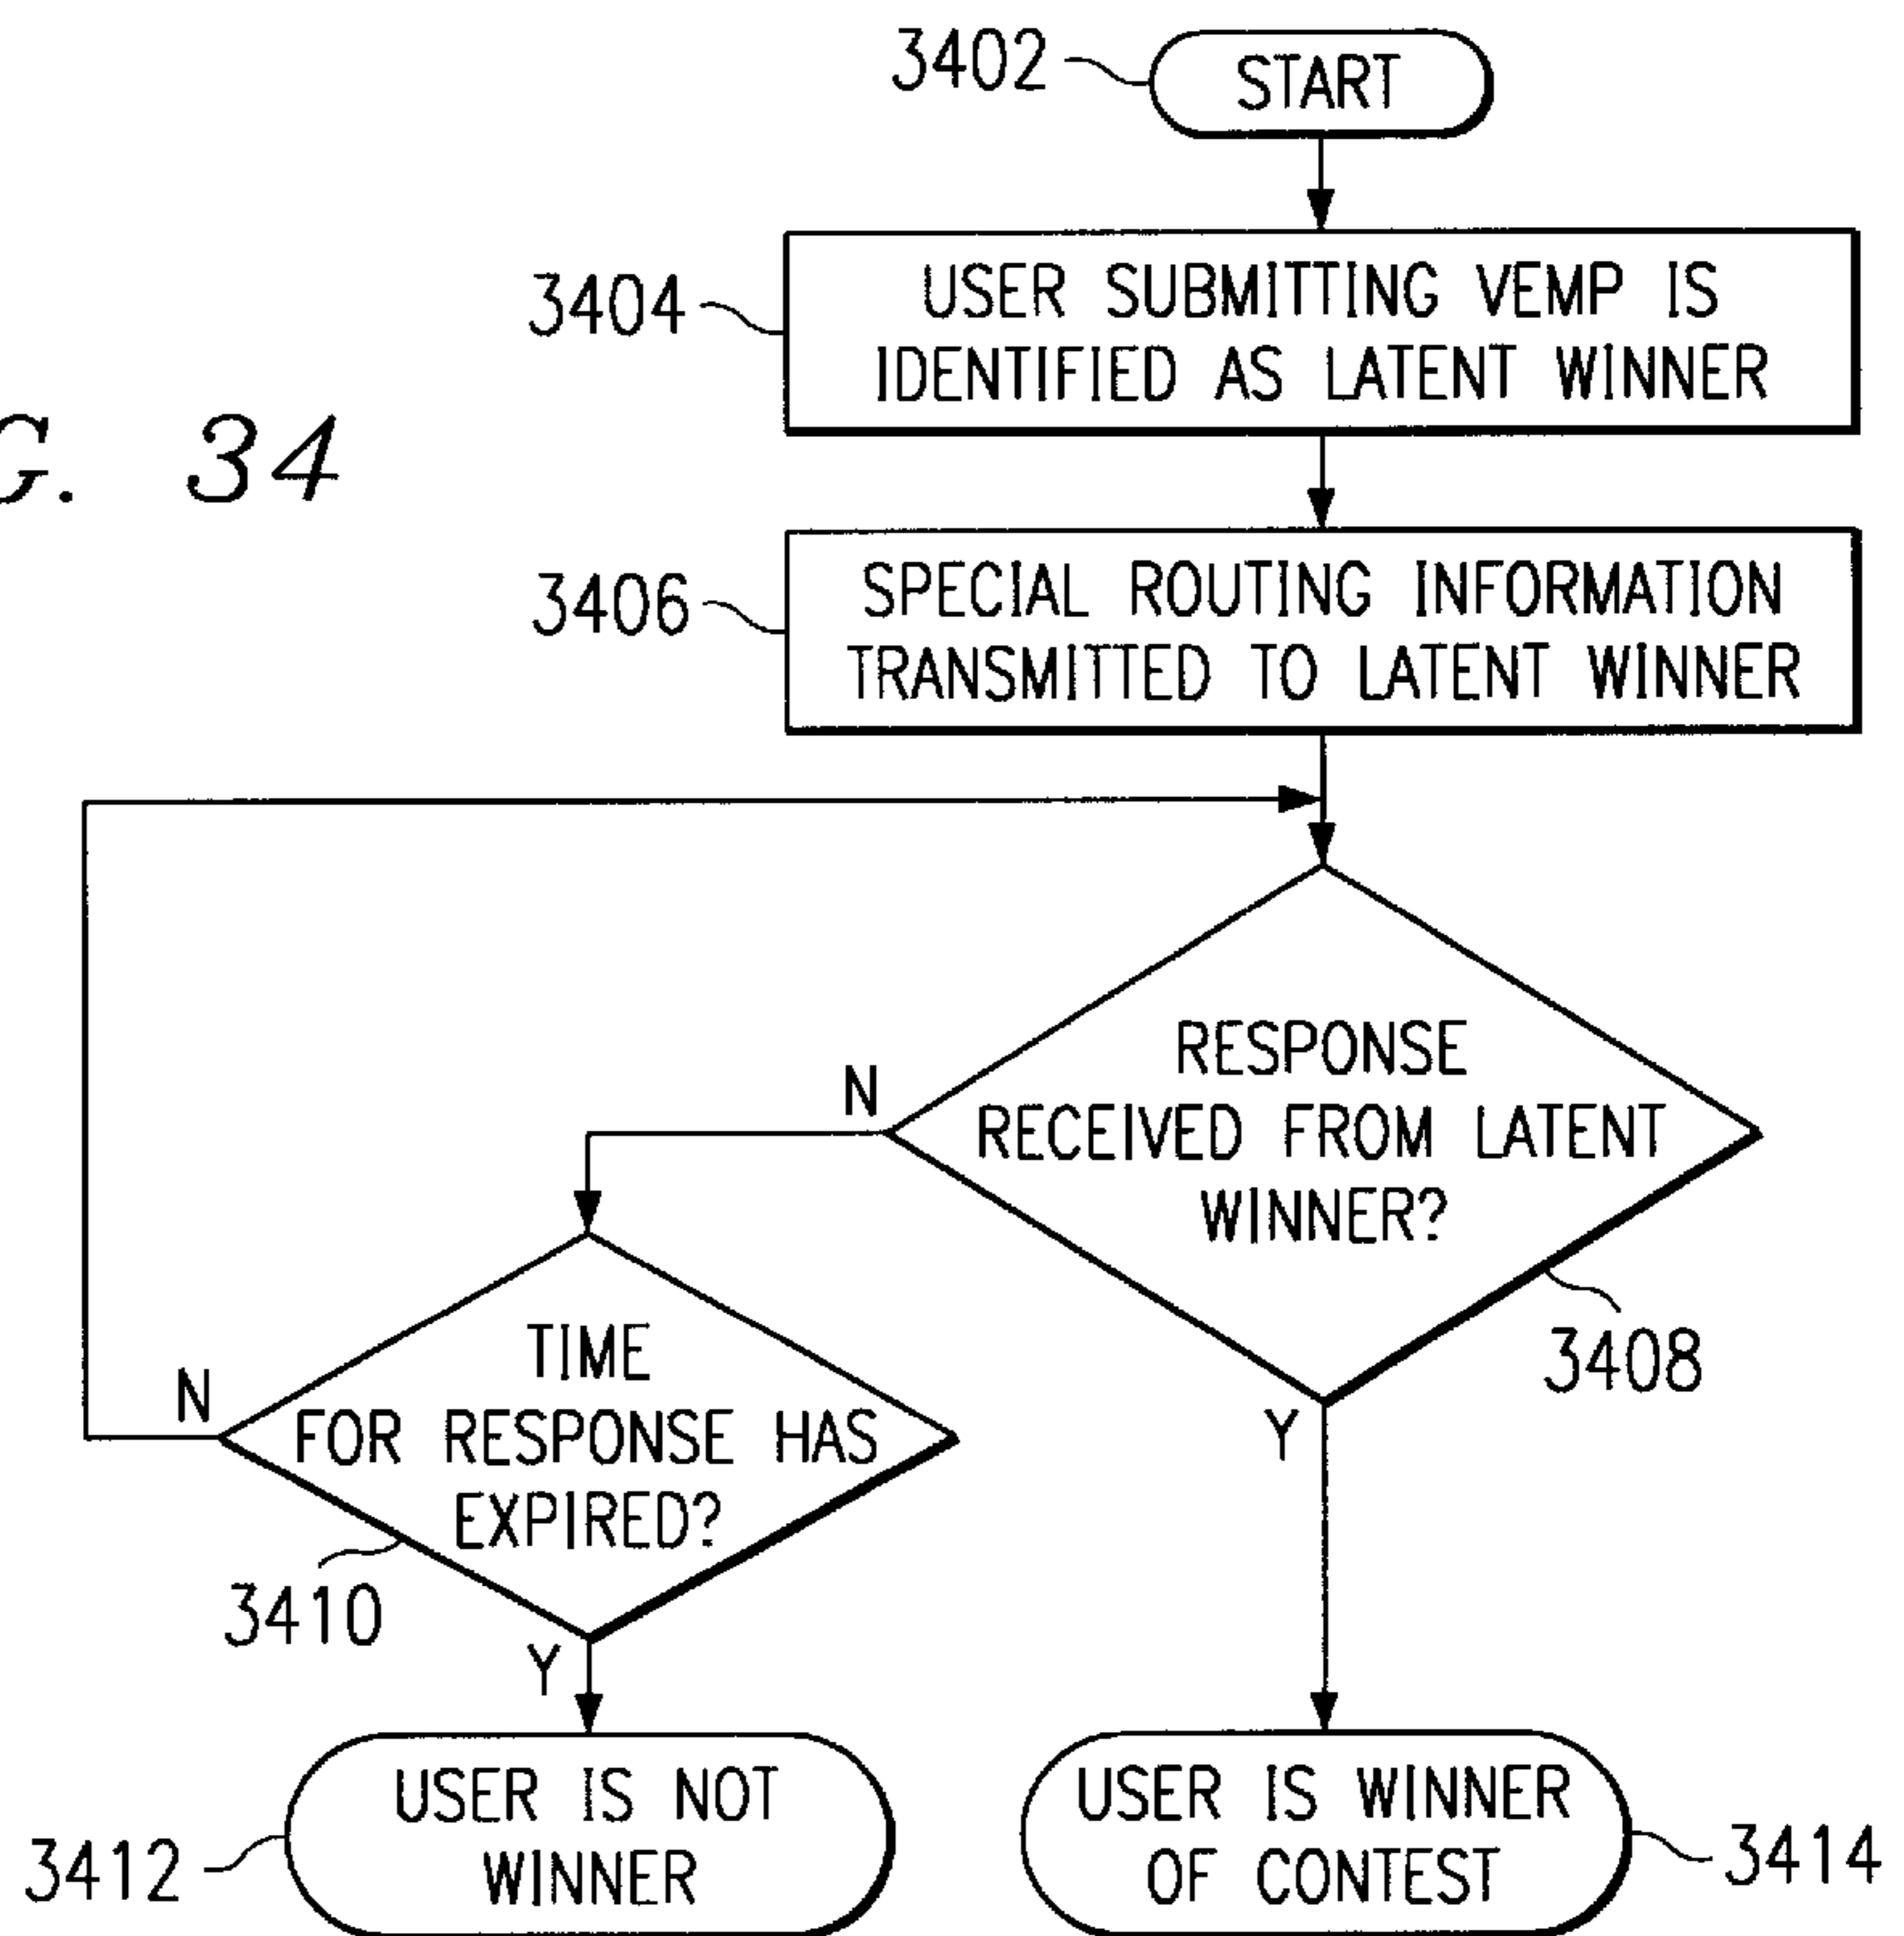 3402
START
3404
USER SUBMITTING VEMP IS
IDENTIFIED AS LATENT WINNER
G. 34
3406
SPECIAL ROUTING INFORMATION
TRANSMITTED TO LATENT WINNER
RESPONSE
RECEIVED FROM LATENT
WINNER?
N
3408
Y
TIME
FOR RESPONSE HAS
EXPIRED?
N
3410
Y
USER IS NOT
WINNER
3412
USER IS WINNER
OF CONTEST
3414